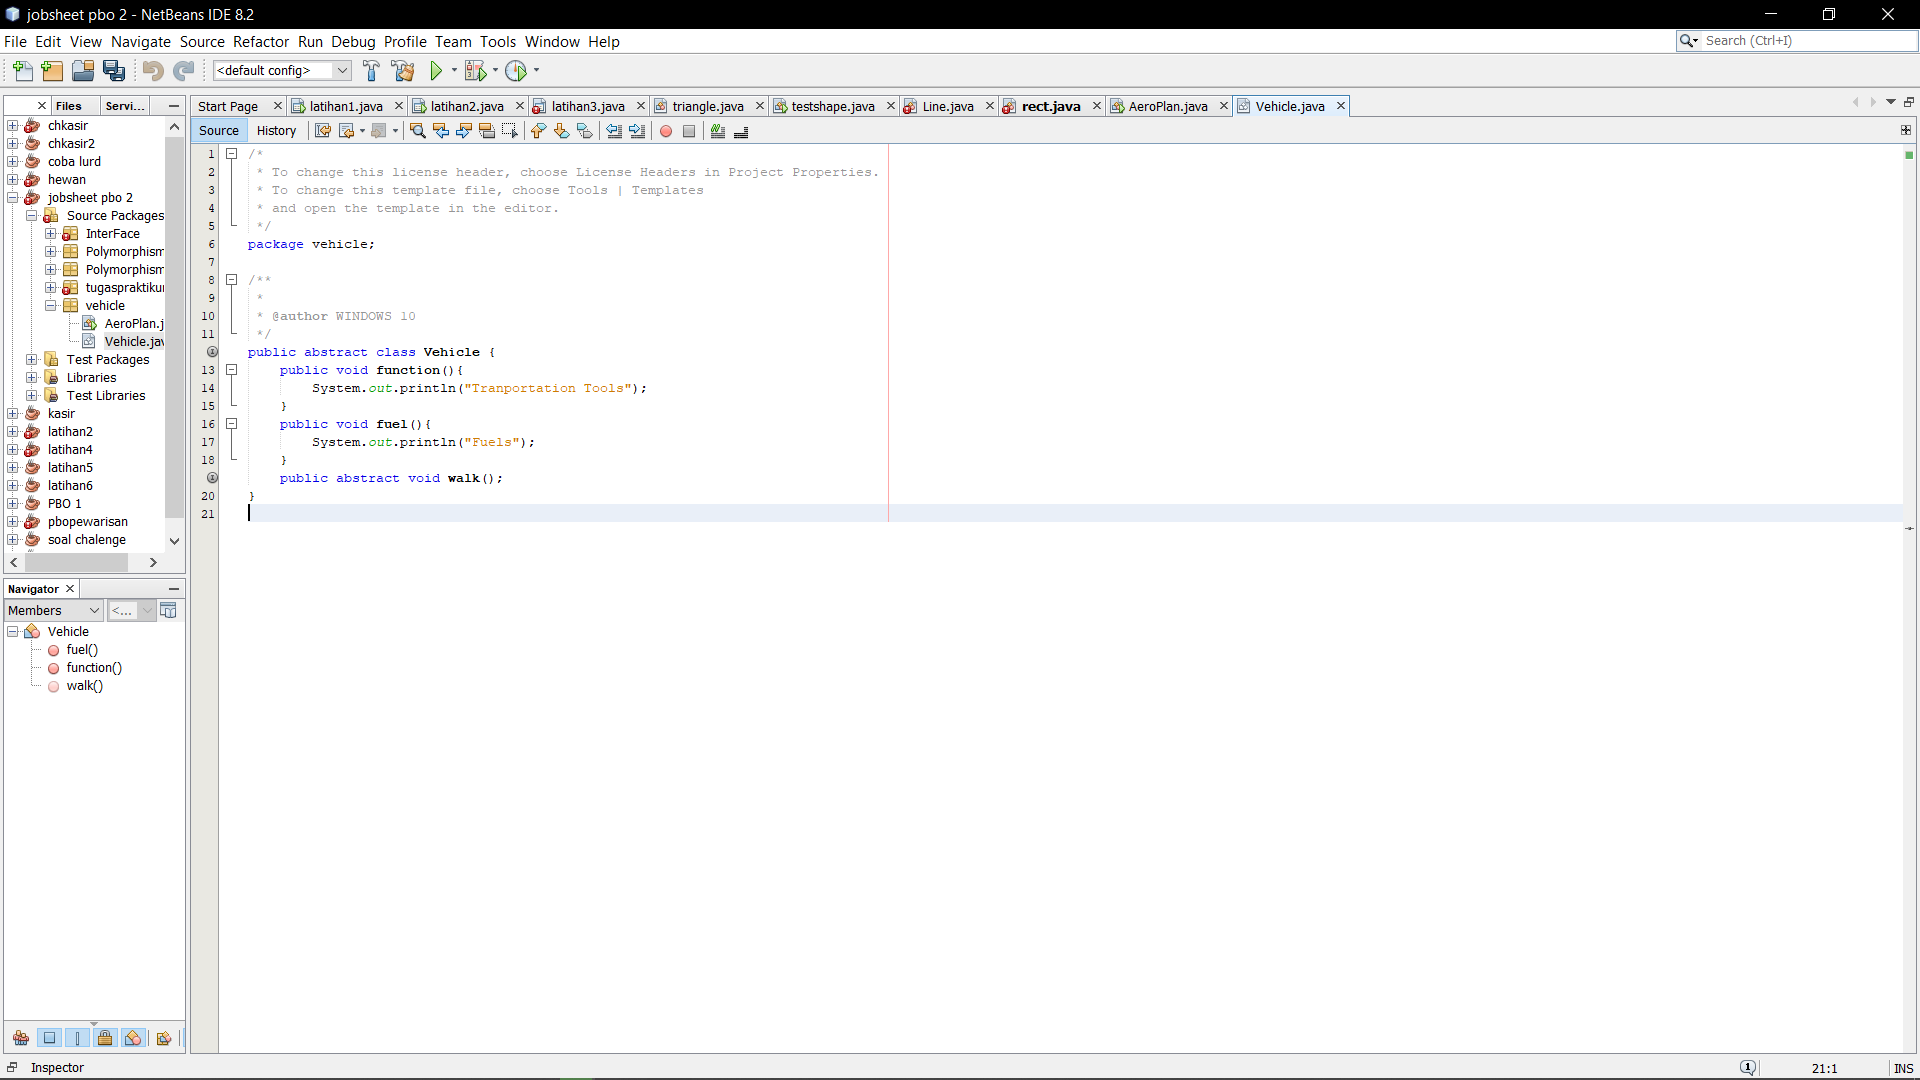 jobsheet pbo 2 - NetBeans IDE 8.2
File Edit View Navigate Source Refactor Run Debug Profile Team Tools Window Help
Search (Ctrl+I)
<default config>
Files Servi...
Start Page latihan1.java latihan2.java latihan3.java triangle.java testshape.java Line.java rect.java AeroPlan.java Vehicle.java
Source History
chkasir
chkasir2
coba lurd
hewan
jobsheet pbo 2
Source Packages
InterFace
Polymorphism
Polymorphism
tugaspraktiku
vehicle
AeroPlan.j
Vehicle.jav
Test Packages
Libraries
Test Libraries
kasir
latihan2
latihan4
latihan5
latihan6
PBO 1
pbopewarisan
soal chalenge
Navigator
Members <...
Vehicle
fuel()
function()
walk()
1 /*
2 * To change this license header, choose License Headers in Project Properties.
3 * To change this template file, choose Tools | Templates
4 * and open the template in the editor.
5 */
6 package vehicle;
7
8 /**
9 *
10 * @author WINDOWS 10
11 */
public abstract class Vehicle {
13 public void function(){
14 System.out.println("Tranportation Tools");
15 }
16 public void fuel(){
17 System.out.println("Fuels");
18 }
public abstract void walk();
20 }
21
Inspector
1
21:1
INS